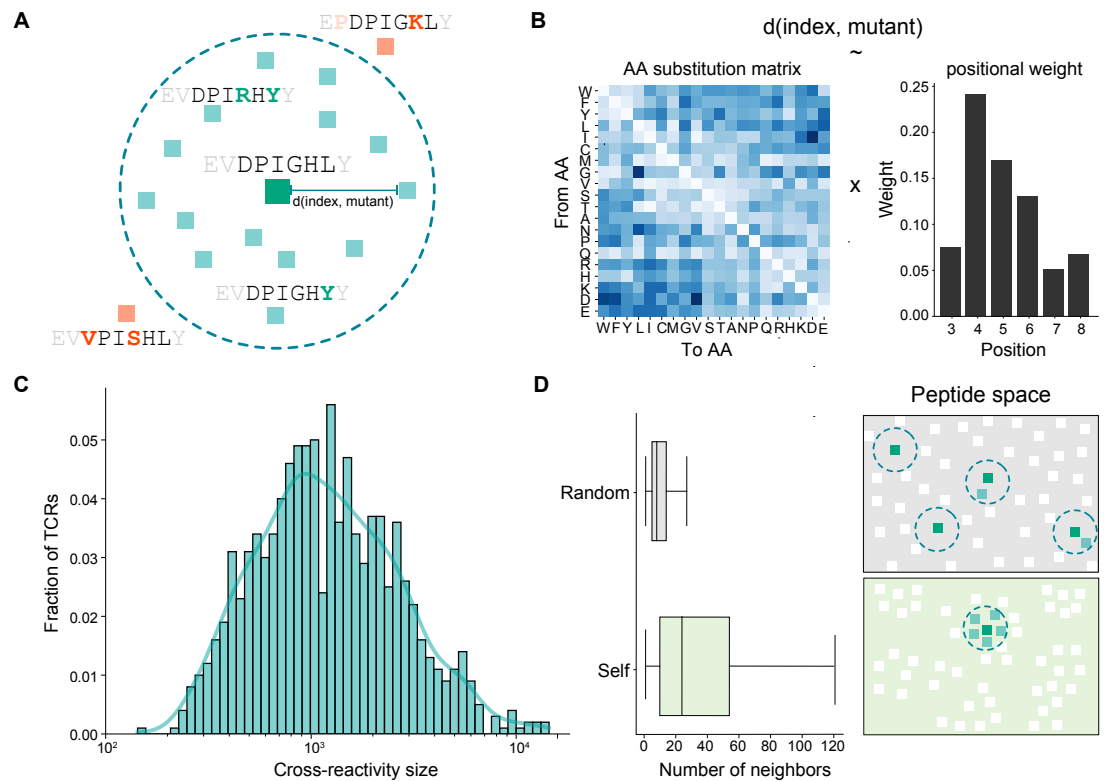 A
EPDPIGKLY
EVDPIRHYY
EVDPIGHLY
d(index, mutant)
EVDPIGHYY
EVVPISHLY
B
d(index, mutant)
~
AA substitution matrix
From AA
W
F
Y
L
I
C
M
G
V
S
T
A
N
P
Q
R
H
K
D
E
WFYLICMGVSTANPQRHKDE
To AA
x
positional weight
Weight
0.25
0.20
0.15
0.10
0.05
0.00
3 4 5 6 7 8
Position
C
Fraction of TCRs
0.05
0.04
0.03
0.02
0.01
0.00
10² 10³ 10⁴
Cross-reactivity size
D
Random
Self
0 20 40 60 80 100 120
Number of neighbors
Peptide space